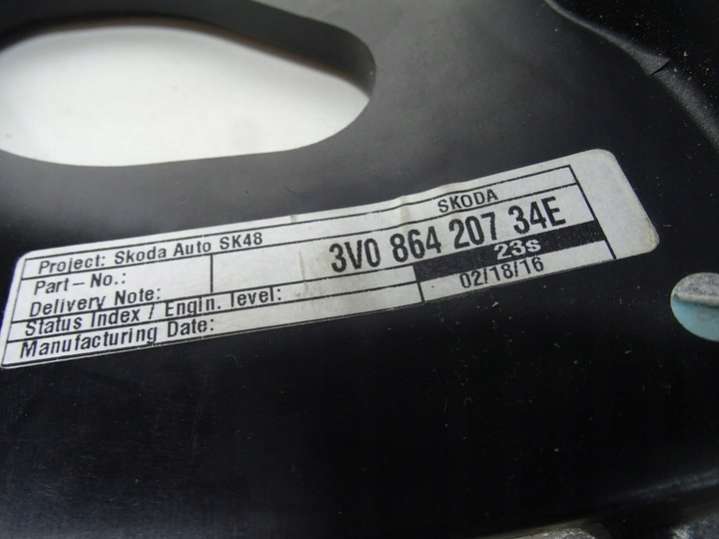 Project: Skoda Auto SK48 SKODA
Part-No.: 3V0 864 207 34E
Delivery Note: 23s
Status Index / Engin. level: 02/18/16
Manufacturing Date: